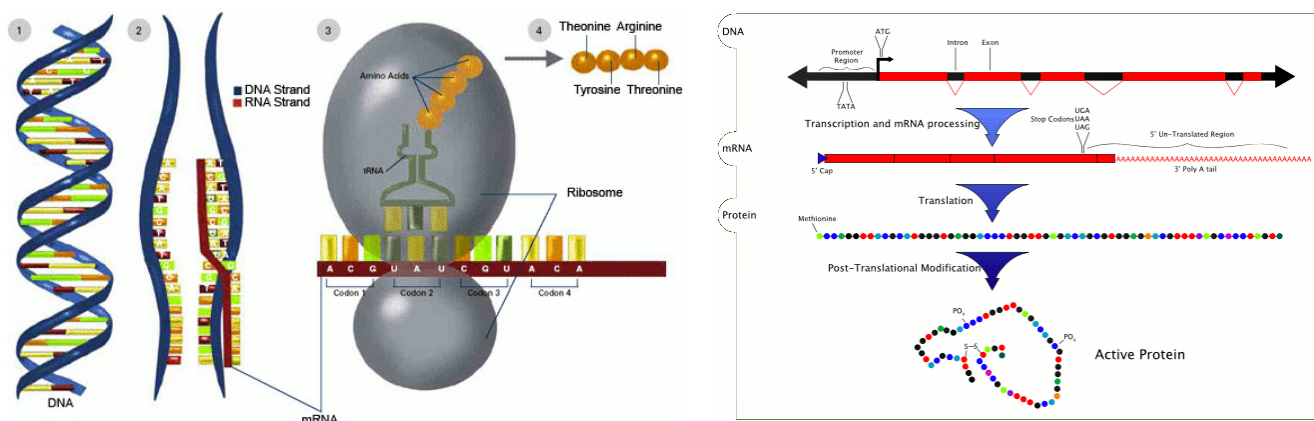 1
2
3
4
Theonine Arginine
Tyrosine Threonine
Amino Acids
DNA Strand
RNA Strand
tRNA
Ribosome
A C G U A U C G U A C A
Codon 1 Codon 2 Codon 3 Codon 4
DNA
mRNA
DNA
ATG
Promoter
Region
Intron Exon
TATA
Transcription and mRNA processing
Stop Codons
UGA
UAA
UAG
5' Un-Translated Region
mRNA
5' Cap
AAAAAAAAAAAAAAAAAAAAAAAAAAAAAAAA
3' Poly A tail
Translation
Protein
Methionine
Post-Translational Modification
PO₄
PO₄
S-S
Active Protein